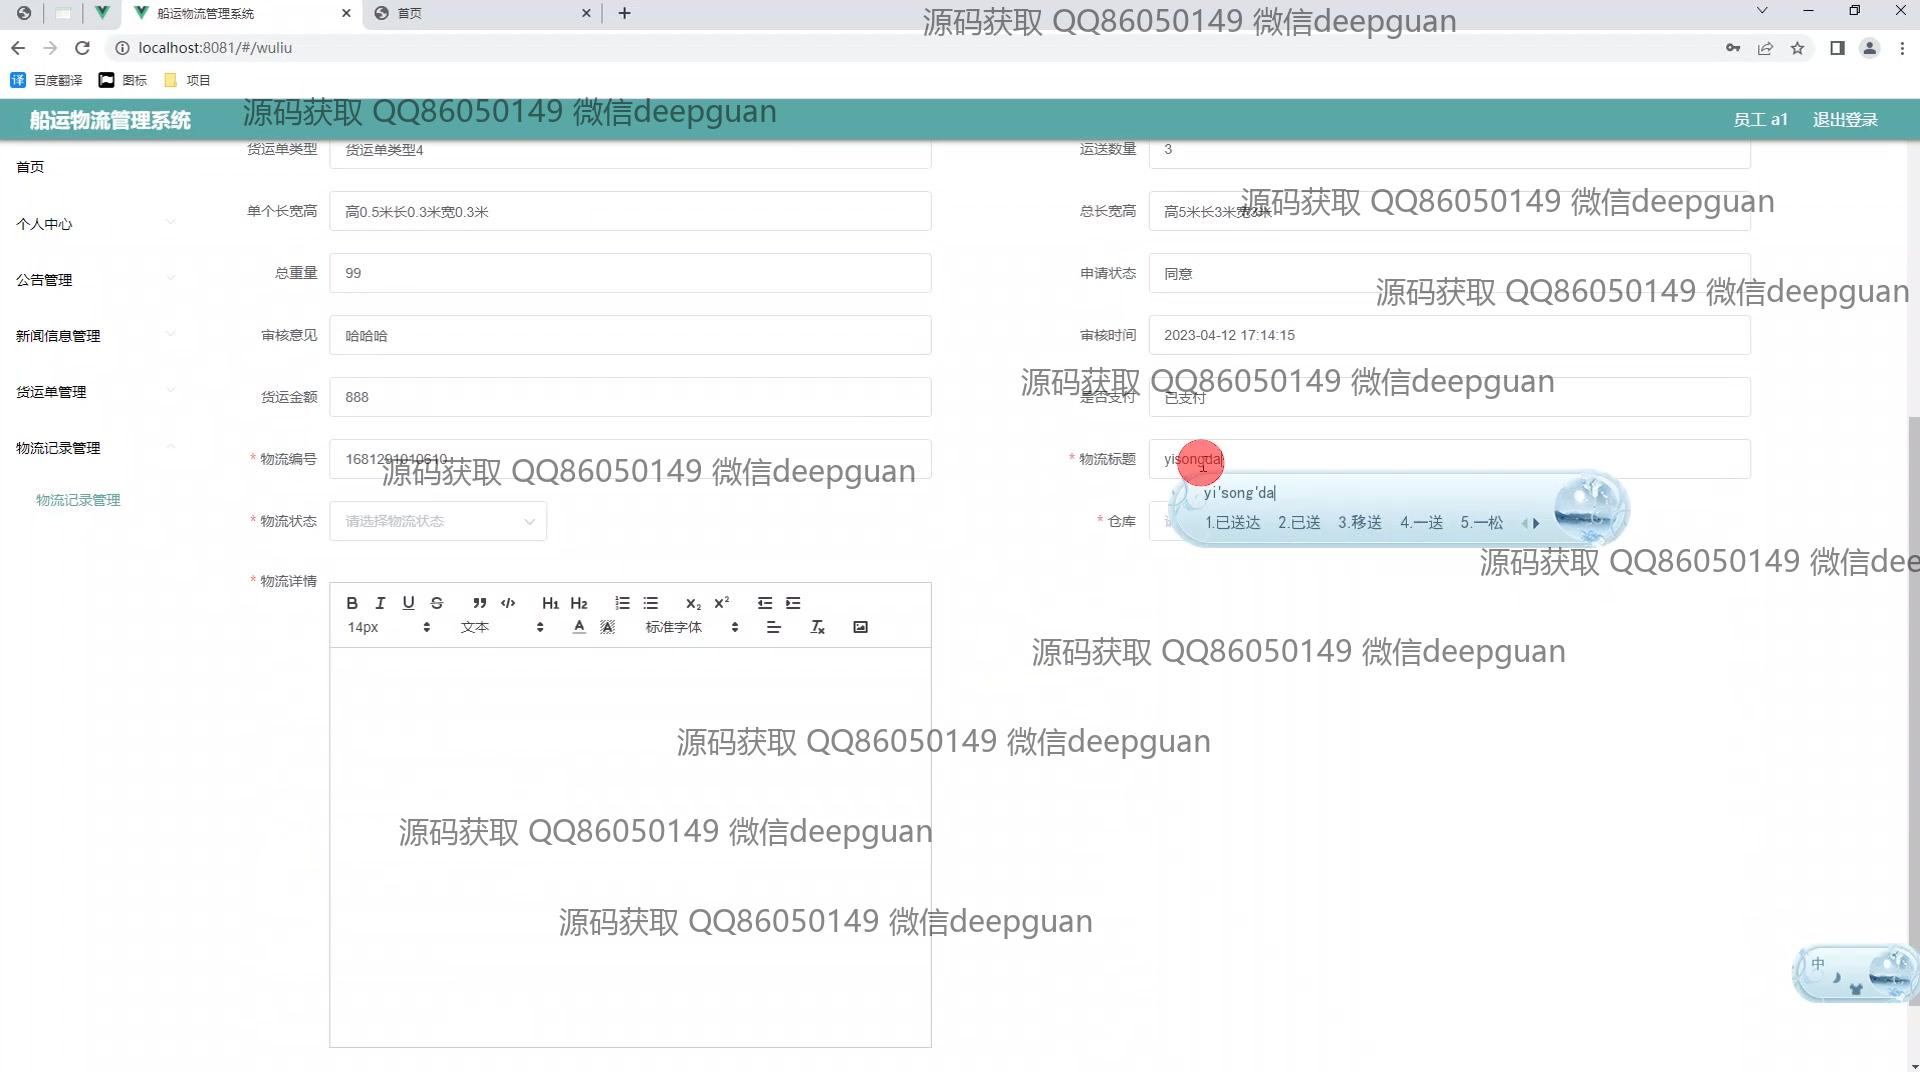 船运物流管理系统
首页
源码获取 QQ86050149 微信deepguan
localhost:8081/#/wuliu
译 百度翻译 图标 项目
船运物流管理系统
源码获取 QQ86050149 微信deepguan
员工 a1 退出登录
首页
个人中心
公告管理
新闻信息管理
货运单管理
物流记录管理
物流记录管理
货运单类型 货运单类型4
运送数量 3
单个长宽高 高0.5米长0.3米宽0.3米
总长宽高 高5米长3米宽3米
源码获取 QQ86050149 微信deepguan
总重量 99
申请状态 同意
源码获取 QQ86050149 微信deepguan
审核意见 哈哈哈
审核时间 2023-04-12 17:14:15
货运金额 888
是否支付 已支付
源码获取 QQ86050149 微信deepguan
* 物流编号 1681291010610
* 物流标题 yisongda
源码获取 QQ86050149 微信deepguan
yi'song'da
1.已送达 2.已送 3.移送 4.一送 5.一松
* 物流状态 请选择物流状态
* 仓库
源码获取 QQ86050149 微信dee
* 物流详情
B I U S H1 H2 X2 X2
14px 文本 A A 标准字体 Tx
源码获取 QQ86050149 微信deepguan
源码获取 QQ86050149 微信deepguan
源码获取 QQ86050149 微信deepguan
源码获取 QQ86050149 微信deepguan
中